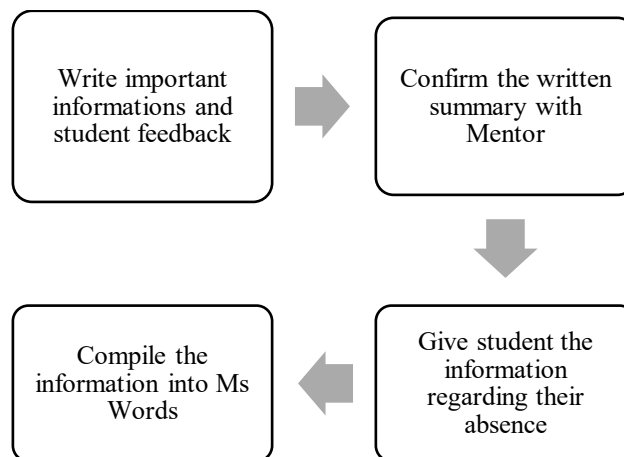 Write important
informations and
student feedback
Confirm the written
summary with
Mentor
Give student the
information
regarding their
absence
Compile the
information into Ms
Words